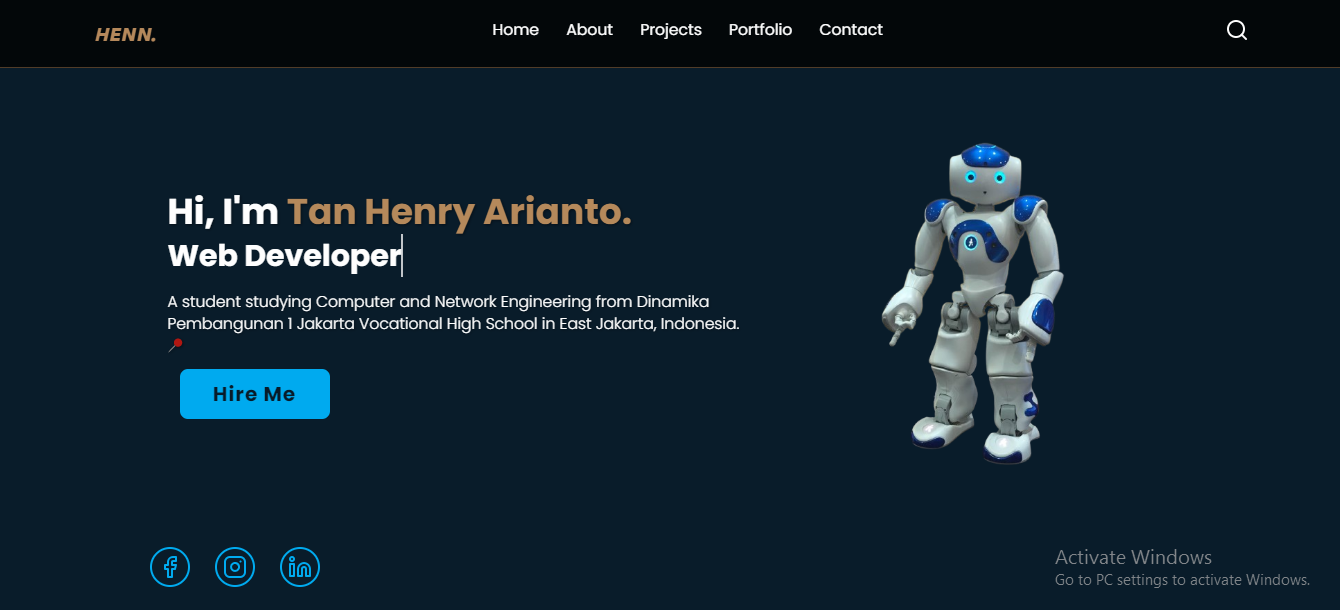 HENN.
Home About Projects Portfolio Contact
Hi, I'm Tan Henry Arianto.
Web Developer
A student studying Computer and Network Engineering from Dinamika
Pembangunan 1 Jakarta Vocational High School in East Jakarta, Indonesia.
Hire Me
Activate Windows
Go to PC settings to activate Windows.